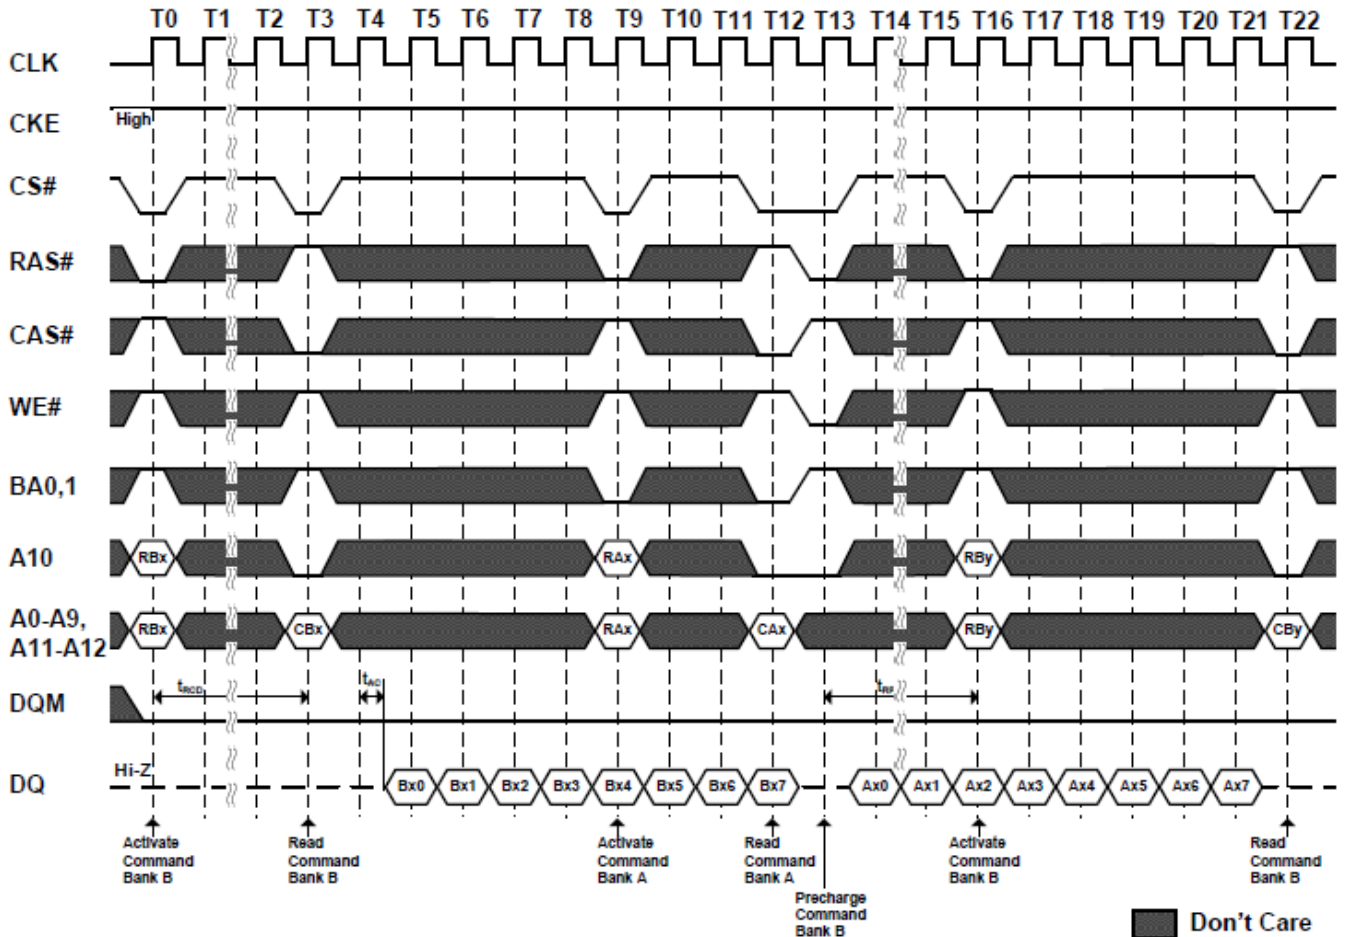 T0 T1 T2 T3 T4 T5 T6 T7 T8 T9 T10 T11 T12 T13 T14 T15 T16 T17 T18 T19 T20 T21 T22
CLK
CKE High
CS#
RAS#
CAS#
WE#
BA0,1
A10 RBx RAx RBy
A0-A9,
A11-A12 RBx CBx RAx CAx RBy CBy
DQM tRCD tAC tRP
DQ Hi-Z Bx0 Bx1 Bx2 Bx3 Bx4 Bx5 Bx6 Bx7 Ax0 Ax1 Ax2 Ax3 Ax4 Ax5 Ax6 Ax7
Activate
Command
Bank B
Read
Command
Bank B
Activate
Command
Bank A
Read
Command
Bank A
Precharge
Command
Bank B
Activate
Command
Bank B
Read
Command
Bank B
Don't Care